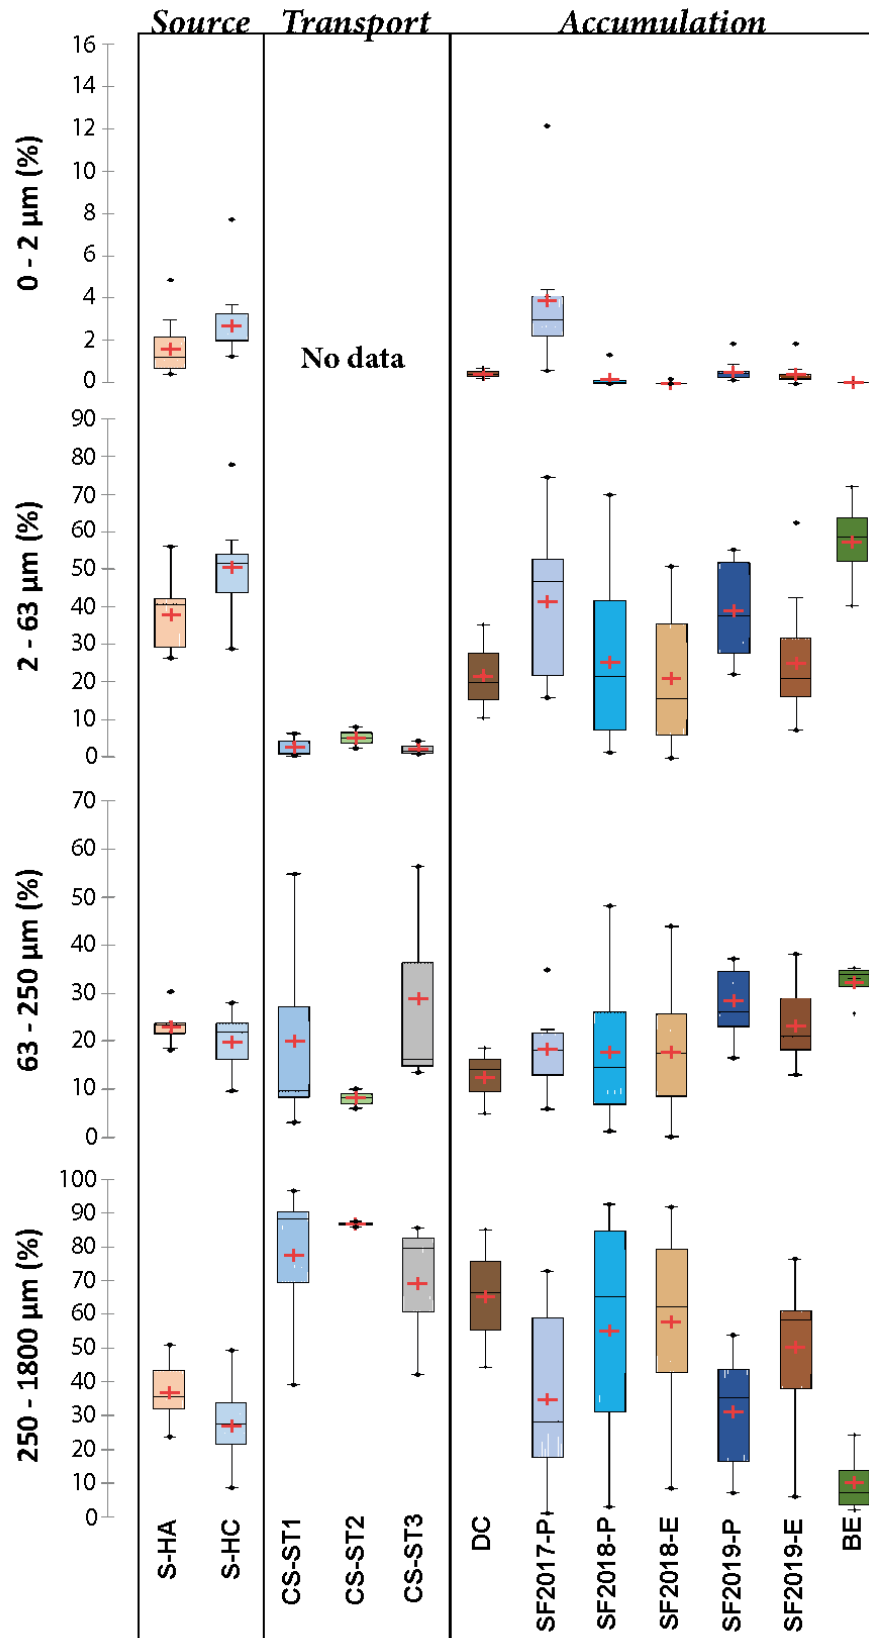 Source Transport Accumulation
0 - 2 µm (%)
16
14
12
10
8
6
4
2
0
No data
2 - 63 µm (%)
90
80
70
60
50
40
30
20
10
0
63 - 250 µm (%)
70
60
50
40
30
20
10
0
250 - 1800 µm (%)
100
90
80
70
60
50
40
30
20
10
0
S-HA
S-HC
CS-ST1
CS-ST2
CS-ST3
DC
SF2017-P
SF2018-P
SF2018-E
SF2019-P
SF2019-E
BE